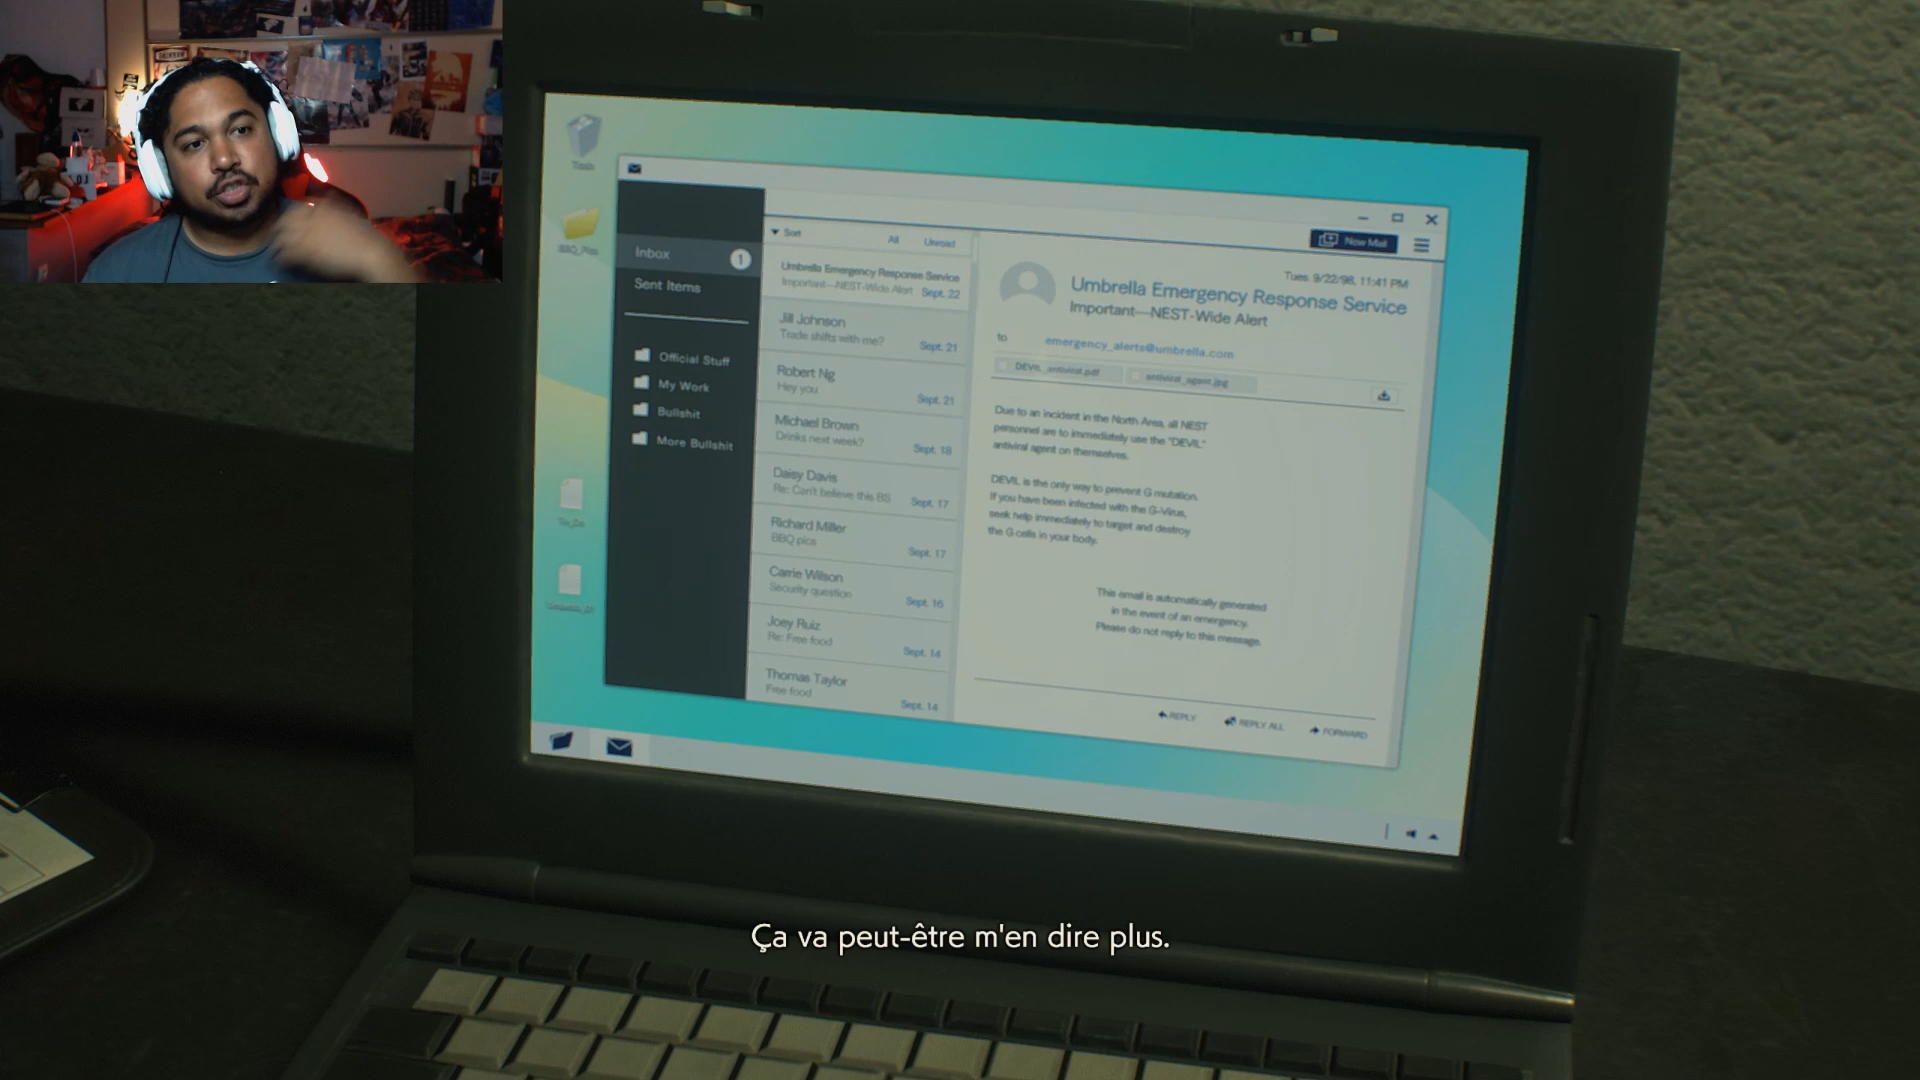 Tues. 9/22/98, 11:41 PM
New Mail
Inbox
1
Sent Items
Official Stuff
My Work
Bullshit
More Bullshit
Sort
All
Unread
Umbrella Emergency Response Service
Important—NEST-Wide Alert
Sept. 22
Jill Johnson
Trade shifts with me?
Sept. 21
Robert Ng
Hey you
Sept. 21
Michael Brown
Drinks next week?
Sept. 18
Daisy Davis
Re: Can't believe this BS
Sept. 17
Richard Miller
BBQ pics
Sept. 17
Carrie Wilson
Security question
Sept. 16
Joey Ruiz
Re: Free food
Sept. 14
Thomas Taylor
Free food
Sept. 14
Umbrella Emergency Response Service
Important—NEST-Wide Alert
to
emergency_alerts@umbrella.com
DEVIL_antiviral.pdf
antiviral_agent.jpg
Due to an incident in the North Area, all NEST
personnel are to immediately use the "DEVIL"
antiviral agent on themselves.
DEVIL is the only way to prevent G mutation.
If you have been infected with the G-Virus,
seek help immediately to target and destroy
the G cells in your body.
This email is automatically generated
in the event of an emergency.
Please do not reply to this message.
REPLY
REPLY ALL
FORWARD
BBQ_Pics
Ça va peut-être m'en dire plus.